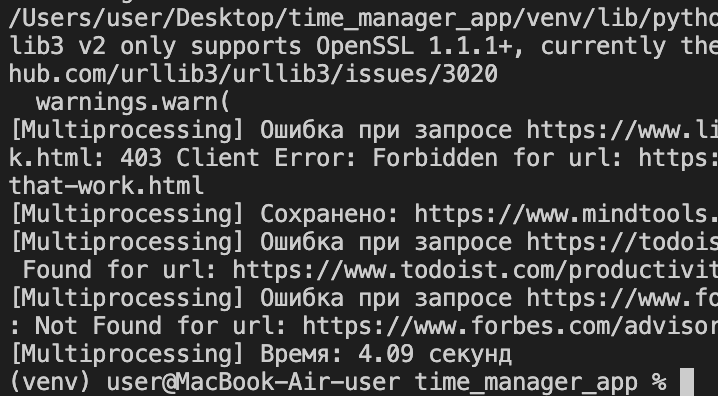 /Users/user/Desktop/time_manager_app/venv/lib/pytho
lib3 v2 only supports OpenSSL 1.1.1+, currently the
hub.com/urllib3/urllib3/issues/3020
  warnings.warn(
[Multiprocessing] Ошибка при запросе https://www.li
k.html: 403 Client Error: Forbidden for url: https:
that-work.html
[Multiprocessing] Сохранено: https://www.mindtools.
[Multiprocessing] Ошибка при запросе https://todois
 Found for url: https://www.todoist.com/productivit
[Multiprocessing] Ошибка при запросе https://www.fo
: Not Found for url: https://www.forbes.com/advisor
[Multiprocessing] Время: 4.09 секунд
(venv) user@MacBook-Air-user time_manager_app %